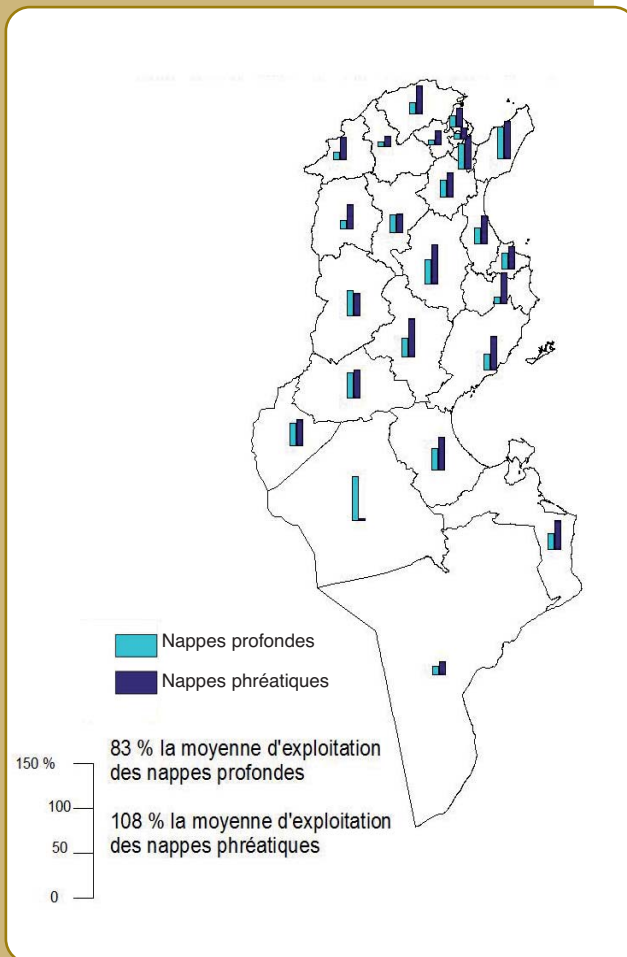 Nappes profondes
Nappes phréatiques
83 % la moyenne d'exploitation
des nappes profondes
108 % la moyenne d'exploitation
des nappes phréatiques
150 %
100
50
0